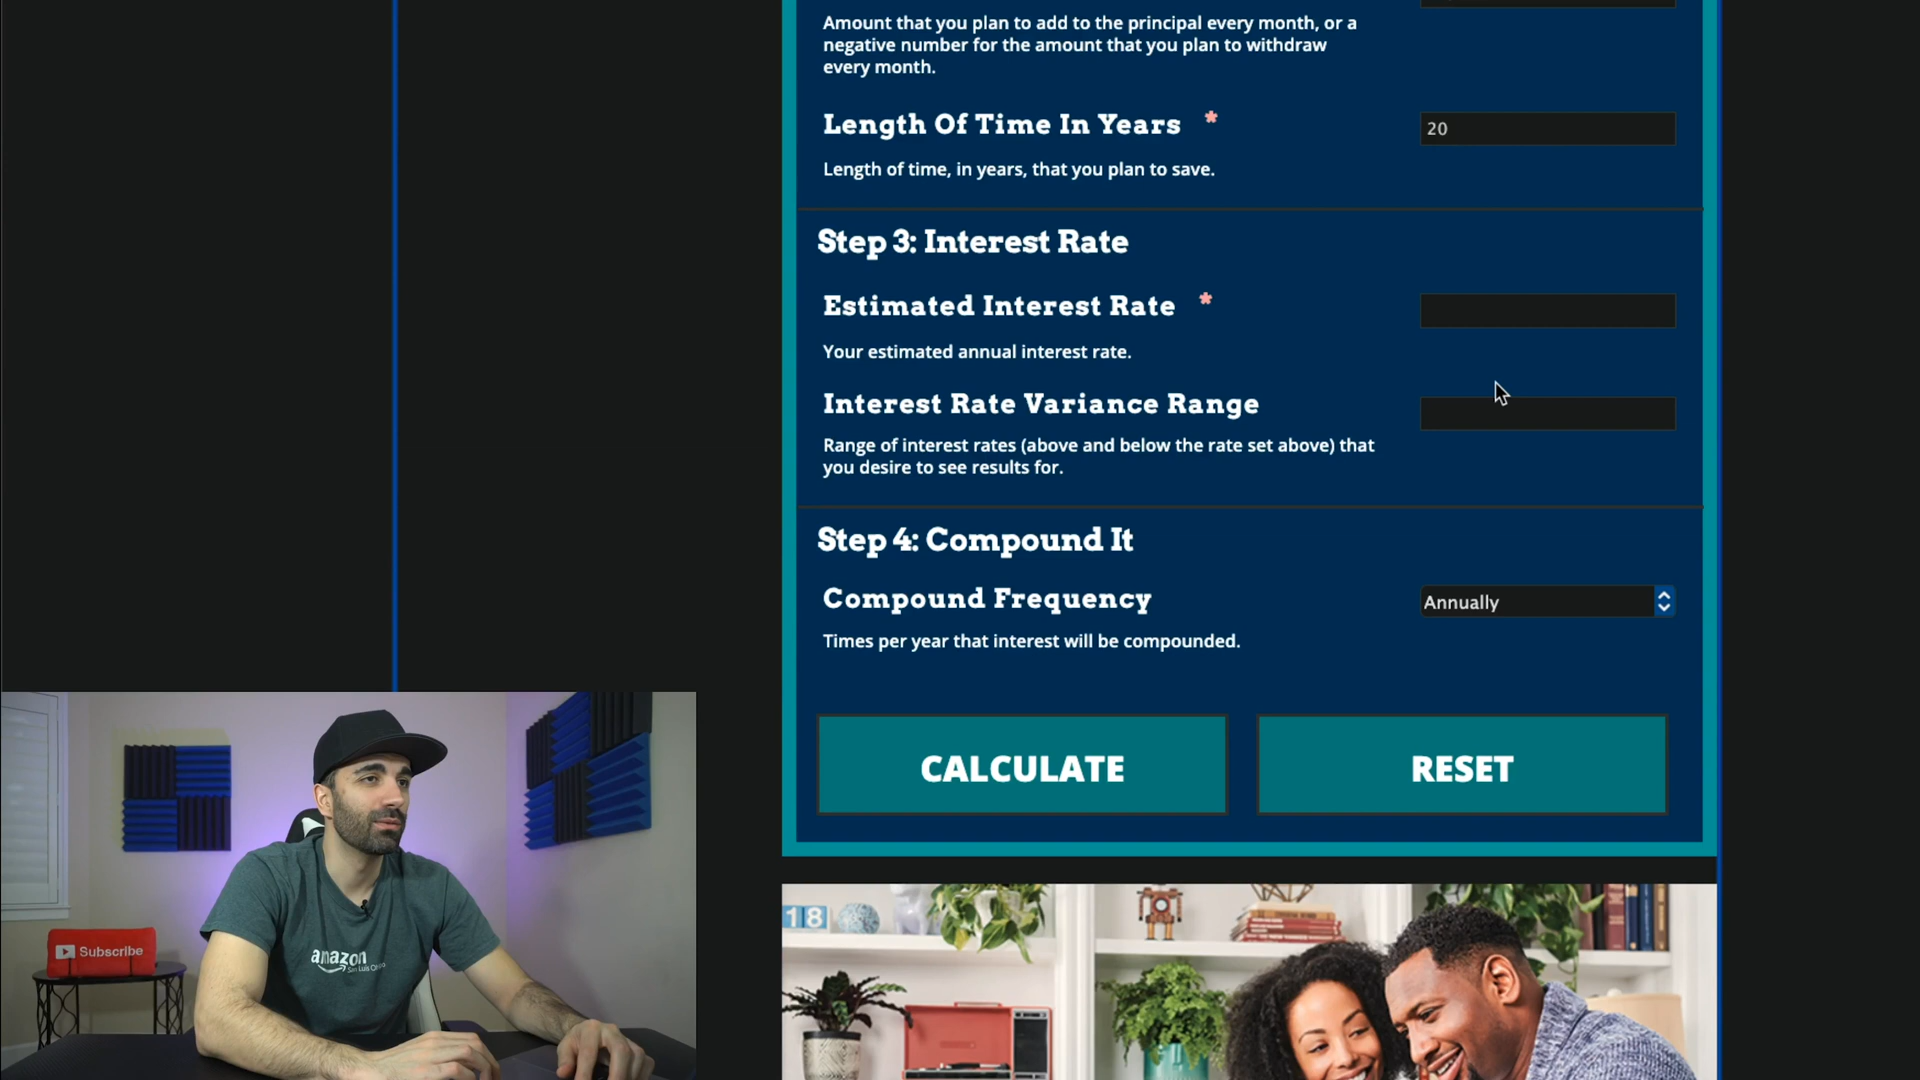 Amount that you plan to add to the principal every month, or a
negative number for the amount that you plan to withdraw
every month.
Length Of Time In Years *
20
Length of time, in years, that you plan to save.
Step 3: Interest Rate
Estimated Interest Rate *
Your estimated annual interest rate.
Interest Rate Variance Range
Range of interest rates (above and below the rate set above) that
you desire to see results for.
Step 4: Compound It
Compound Frequency
Annually
Times per year that interest will be compounded.
CALCULATE
RESET
Subscribe
amazon
San Luis Obispo
18